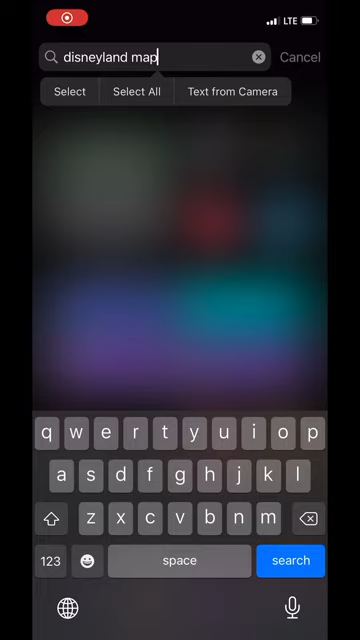 LTE
disneyland map
Cancel
Select
Select All
Text from Camera
q w e r t y u i o p
a s d f g h j k l
z x c v b n m
123
space
search